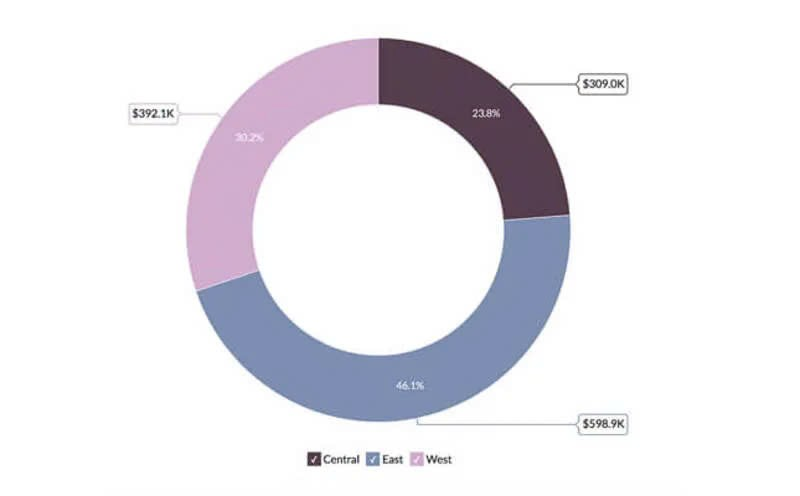 $309.0K
23.8%
$392.1K
30.2%
46.1%
$598.9K
Central East West